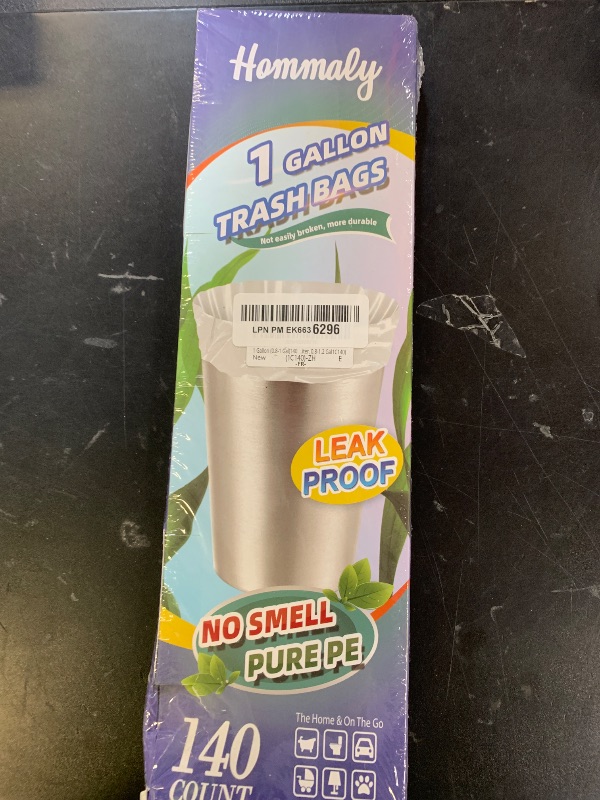 Hommaly
1 GALLON
TRASH BAGS
Not easily broken, more durable
LPN PM EK663 6296
New
LEAK
PROOF
NO SMELL
PURE PE
140
COUNT
The Home & On The Go